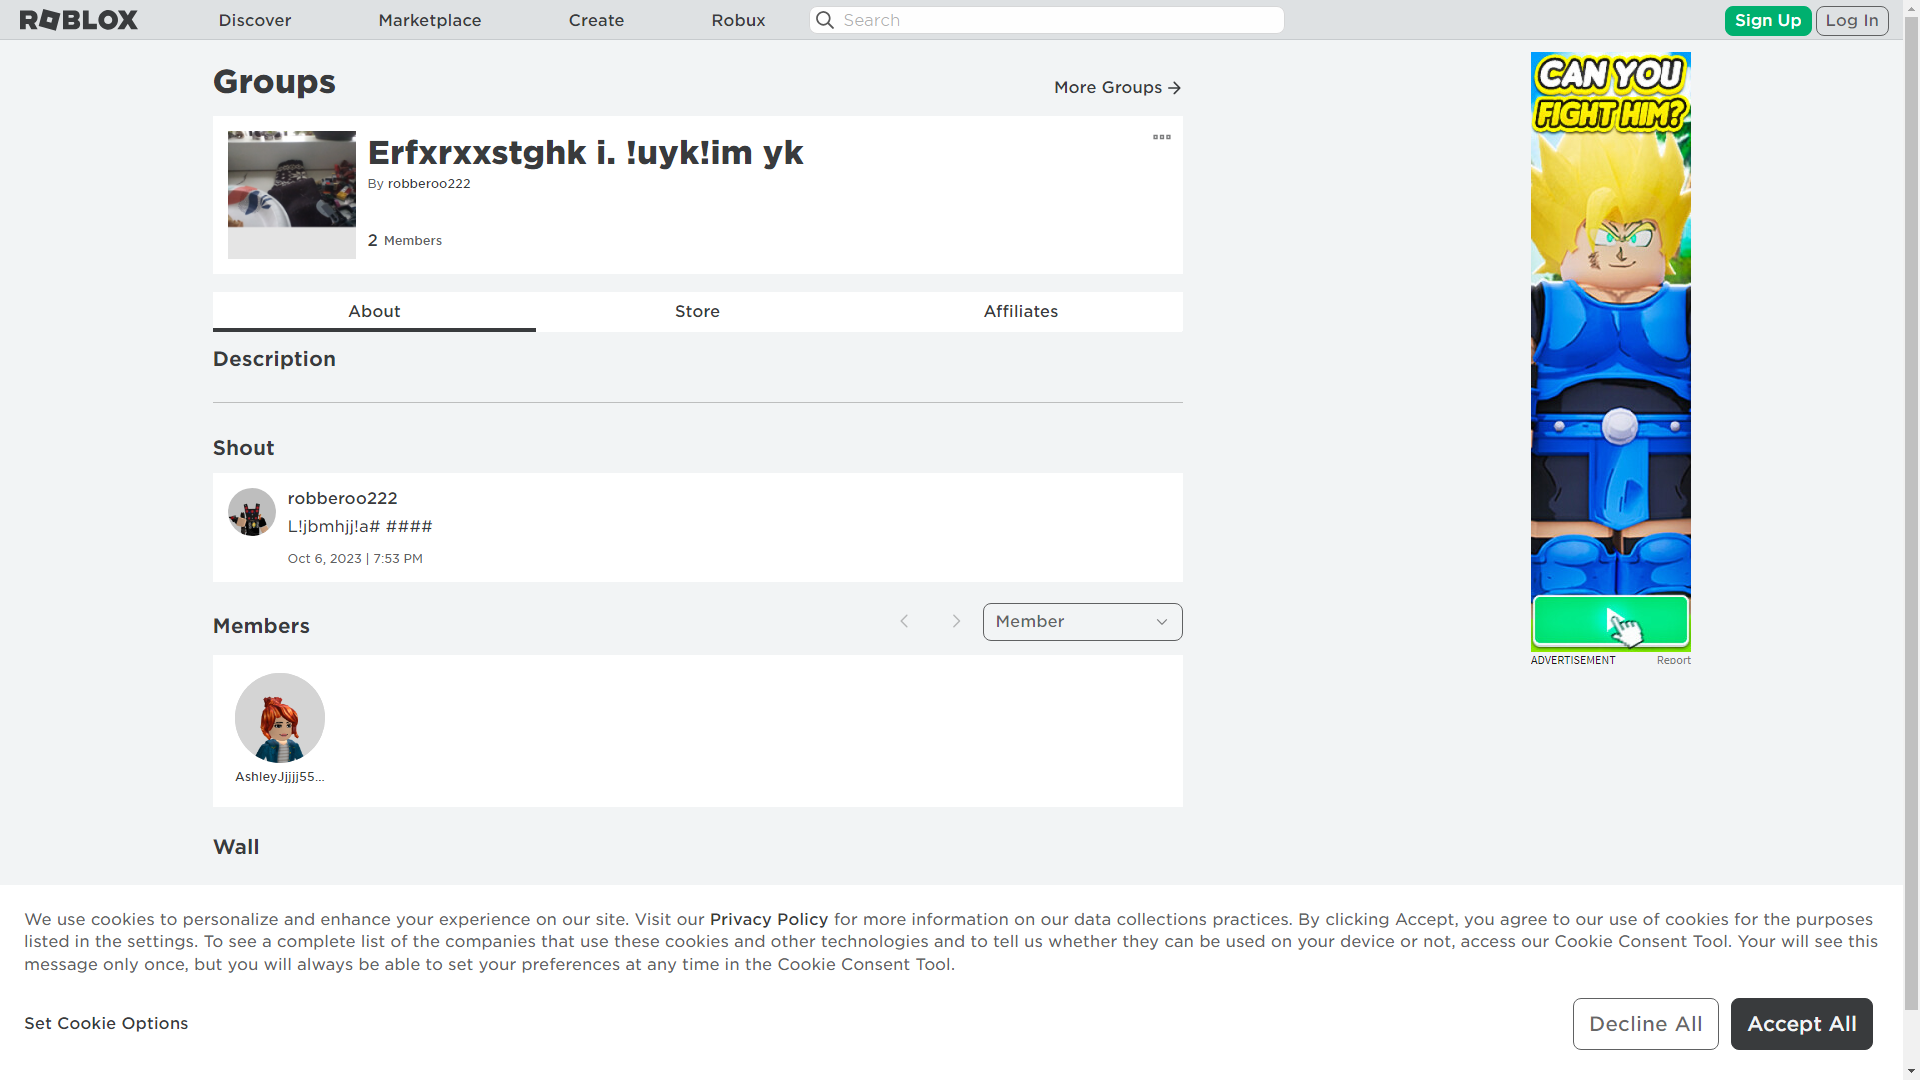 ROBLOX Discover Marketplace Create Robux Search Sign Up Log In
Groups
More Groups
Erfxrxxstghk i. !uyk!im yk
By robberoo222
2 Members
About Store Affiliates
Description
Shout
robberoo222
L!jbmhjj!a# ####
Oct 6, 2023 | 7:53 PM
Members
Member
AshleyJjjjj55...
Wall
CAN YOU
FIGHT HIM?
ADVERTISEMENT Report
We use cookies to personalize and enhance your experience on our site. Visit our Privacy Policy for more information on our data collections practices. By clicking Accept, you agree to our use of cookies for the purposes
listed in the settings. To see a complete list of the companies that use these cookies and other technologies and to tell us whether they can be used on your device or not, access our Cookie Consent Tool. Your will see this
message only once, but you will always be able to set your preferences at any time in the Cookie Consent Tool.
Set Cookie Options
Decline All
Accept All